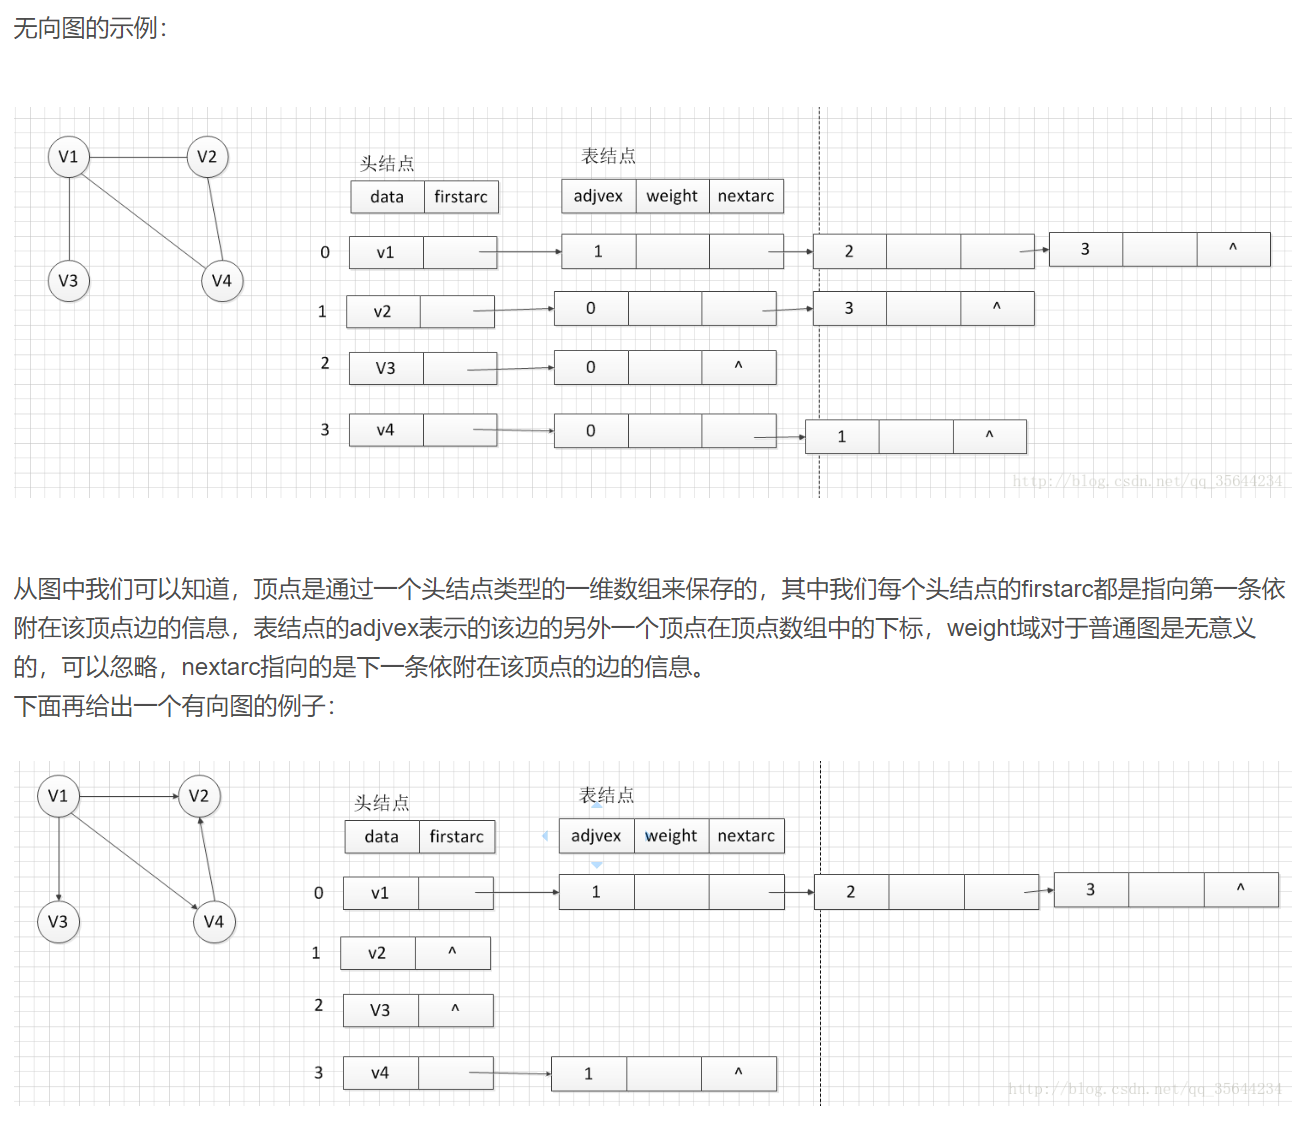 无向图的示例：
V1 V2
V3 V4
头结点 表结点
data firstarc adjvex weight nextarc
0 v1 1 2 3 ^
1 v2 0 3 ^
2 V3 0 ^
3 v4 0 1 ^
http://blog.csdn.net/qq_35644234
从图中我们可以知道，顶点是通过一个头结点类型的一维数组来保存的，其中我们每个头结点的firstarc都是指向第一条依
附在该顶点边的信息，表结点的adjvex表示的该边的另外一个顶点在顶点数组中的下标，weight域对于普通图是无意义
的，可以忽略，nextarc指向的是下一条依附在该顶点的边的信息。
下面再给出一个有向图的例子：
V1 V2
V3 V4
头结点 表结点
data firstarc adjvex weight nextarc
0 v1 1 2 3 ^
1 v2 ^
2 V3 ^
3 v4 1 ^
http://blog.csdn.net/qq_35644234